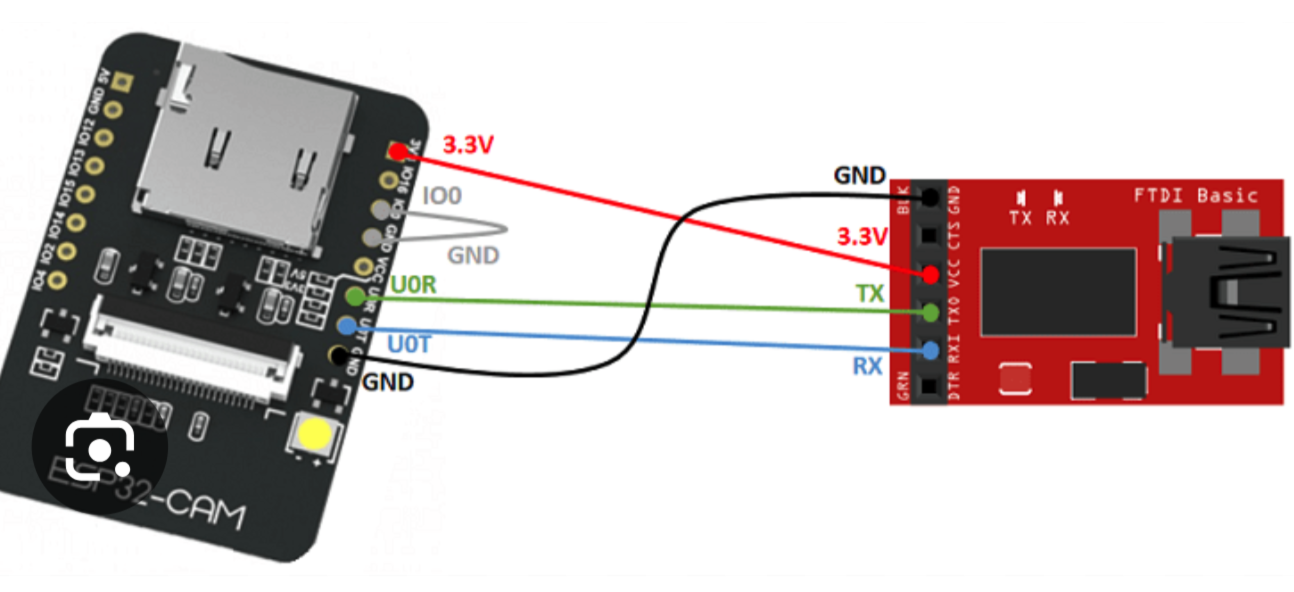 5V
GND
IO12
IO13
IO15
IO14
IO2
IO4
3.3V
IO16
IO0
GND
VCC
U0R
U0T
GND
GND
IO0
GND
U0R
U0T
5V
3V3
ESP32-CAM
GND
3.3V
TX
RX
BLK
GRN
GND
CTS
VCC
TXO
RXI
DTR
TX RX
FTDI Basic
- +